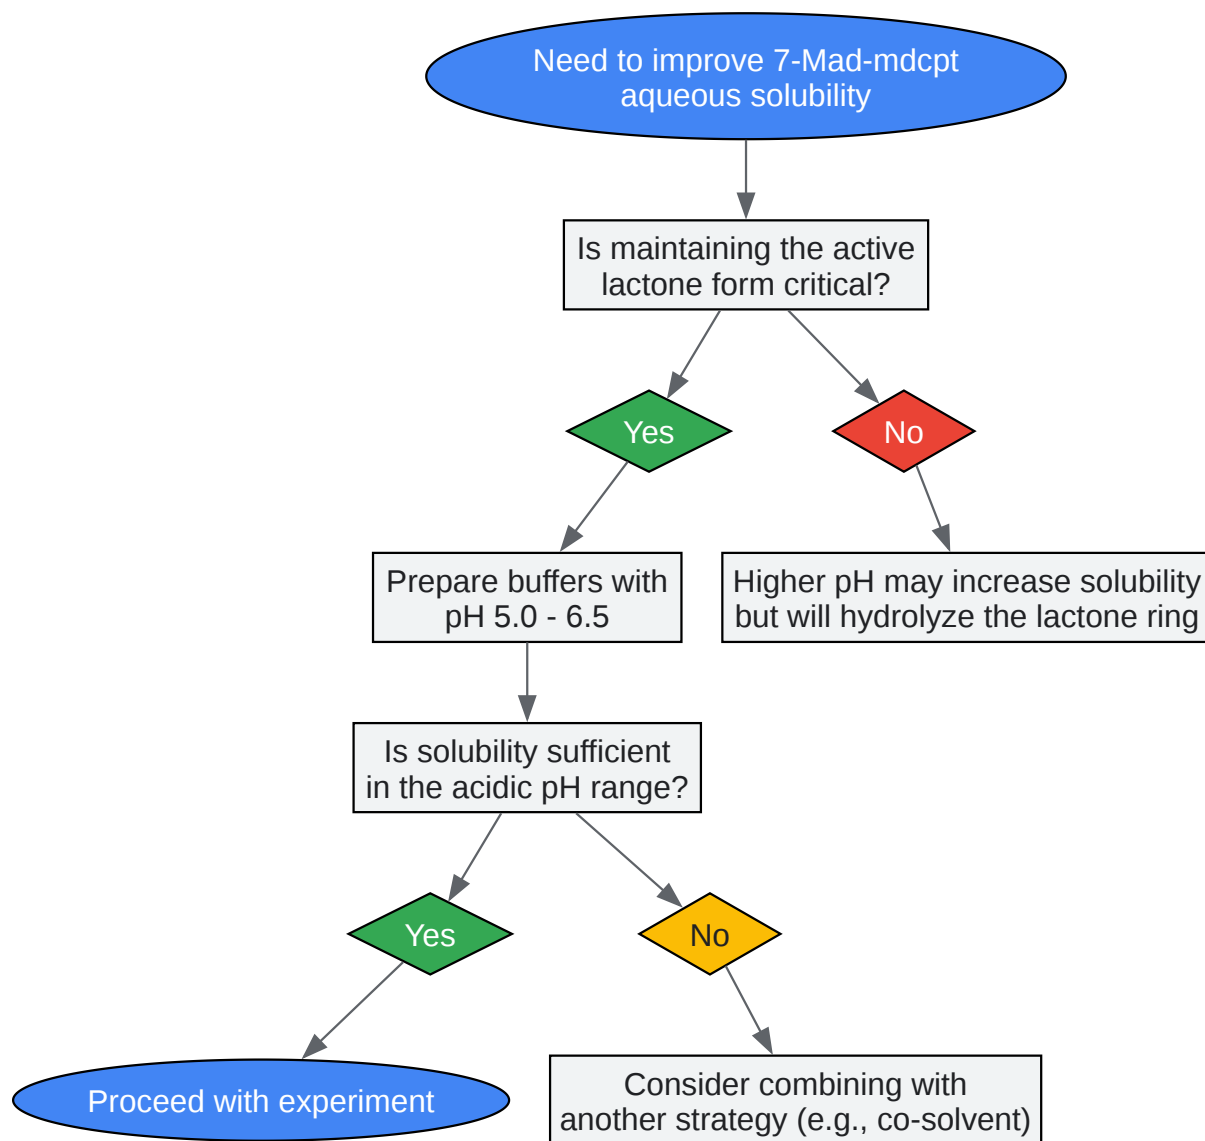 Need to improve 7-Mad-mdcpt
aqueous solubility
Is maintaining the active
lactone form critical?
Yes
No
Prepare buffers with
pH 5.0 - 6.5
Higher pH may increase solubility
but will hydrolyze the lactone ring
Is solubility sufficient
in the acidic pH range?
Yes
No
Proceed with experiment
Consider combining with
another strategy (e.g., co-solvent)